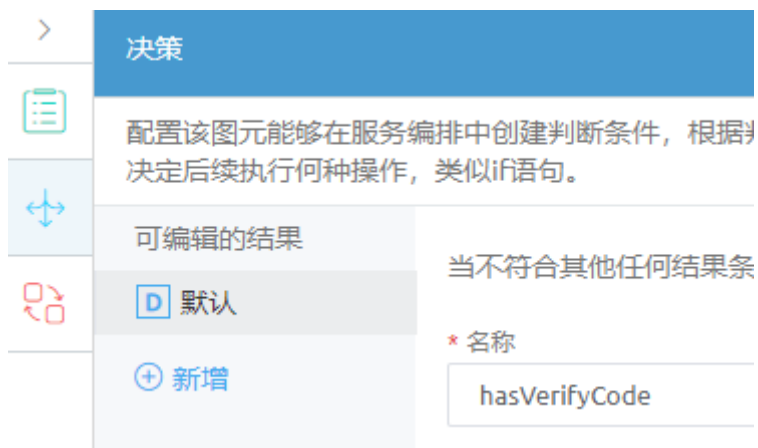 决策
配置该图元能够在服务编排中创建判断条件，根据
决定后续执行何种操作，类似if语句。
可编辑的结果
当不符合其他任何结果条
D 默认
* 名称
新增
hasVerifyCode